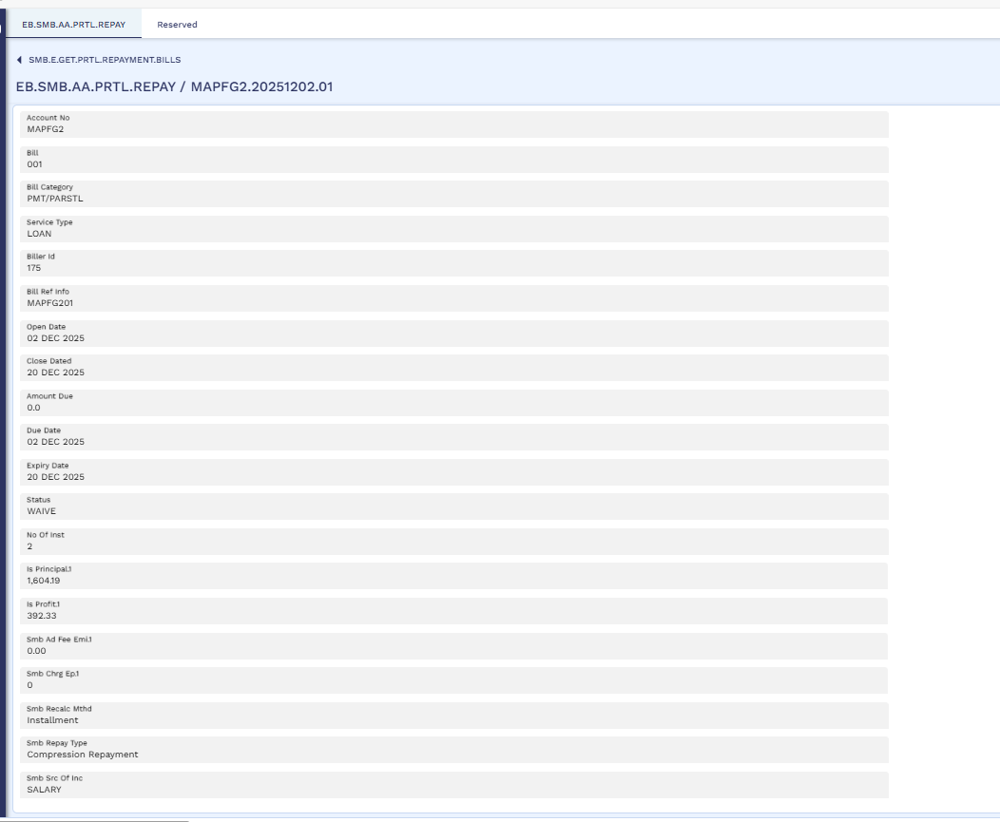 EB.SMB.AA.PRTL.REPAY Reserved
SMB.E.GET.PRTL.REPAYMENT.BILLS
EB.SMB.AA.PRTL.REPAY / MAPFG2.20251202.01
Account No
MAPFG2
Bill
001
Bill Category
PMT/PARSTL
Service Type
LOAN
Biller Id
175
Bill Ref Info
MAPFG201
Open Date
02 DEC 2025
Close Dated
20 DEC 2025
Amount Due
0.0
Due Date
02 DEC 2025
Expiry Date
20 DEC 2025
Status
WAIVE
No Of Inst
2
Is Principal.1
1,604.19
Is Profit.1
392.33
Smb Ad Fee Emi.1
0.00
Smb Chrg Ep.1
0
Smb Recalc Mthd
Installment
Smb Repay Type
Compression Repayment
Smb Src Of Inc
SALARY